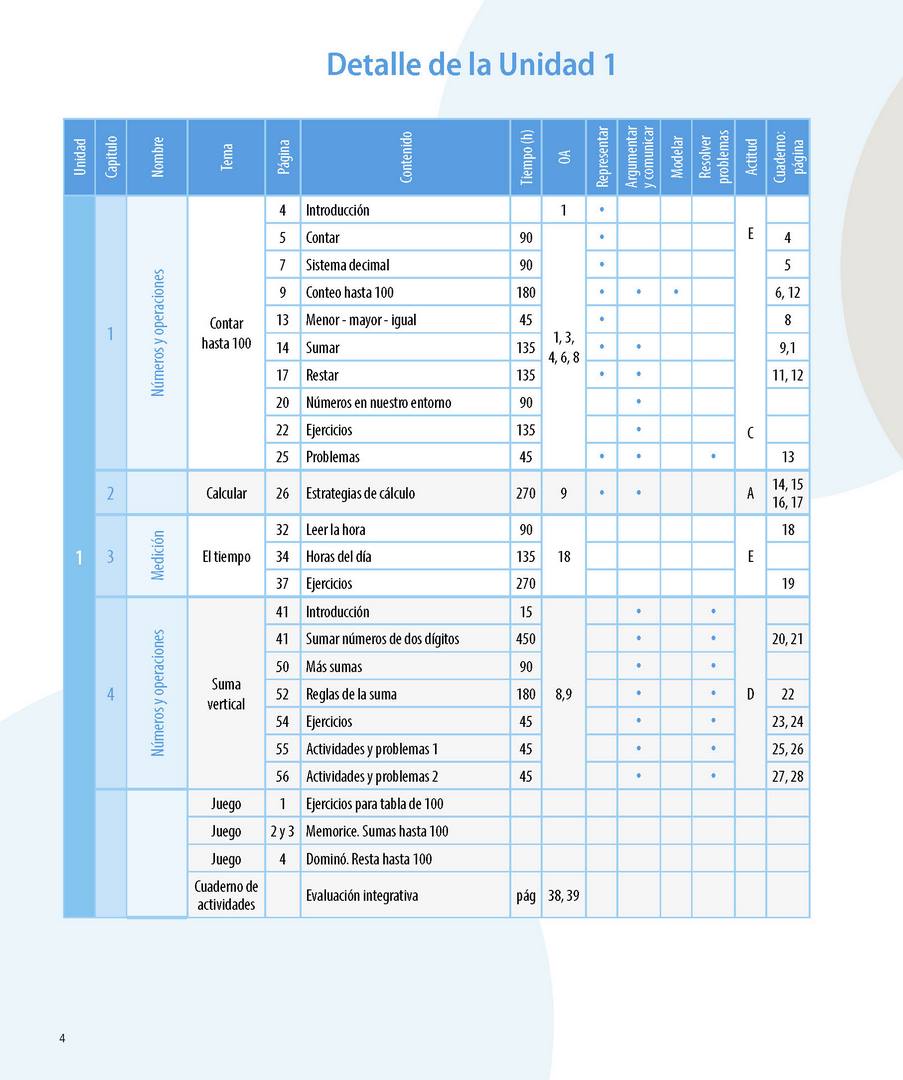 Detalle de la Unidad 1
Unidad Capítulo Nombre Tema Página Contenido Tiempo (h) OA Representar Argumentar y comunicar Modelar Resolver problemas Actitud Cuaderno: página
1
1 Números y operaciones Contar hasta 100
4 Introducción 1 •
5 Contar 90 • E 4
7 Sistema decimal 90 • 5
9 Conteo hasta 100 180 • • • 6, 12
13 Menor - mayor - igual 45 • 8
14 Sumar 135 1, 3, 4, 6, 8 • • 9,1
17 Restar 135 • • 11, 12
20 Números en nuestro entorno 90 •
22 Ejercicios 135 • C
25 Problemas 45 • • • 13
2 Calcular 26 Estrategias de cálculo 270 9 • • A 14, 15 16, 17
3 Medición El tiempo
32 Leer la hora 90 18
34 Horas del día 135 18 E
37 Ejercicios 270 19
4 Números y operaciones Suma vertical
41 Introducción 15 • •
41 Sumar números de dos dígitos 450 • • 20, 21
50 Más sumas 90 • •
52 Reglas de la suma 180 8,9 • • D 22
54 Ejercicios 45 • • 23, 24
55 Actividades y problemas 1 45 • • 25, 26
56 Actividades y problemas 2 45 • • 27, 28
Juego 1 Ejercicios para tabla de 100
Juego 2 y 3 Memorice. Sumas hasta 100
Juego 4 Dominó. Resta hasta 100
Cuaderno de actividades Evaluación integrativa pág 38, 39
4